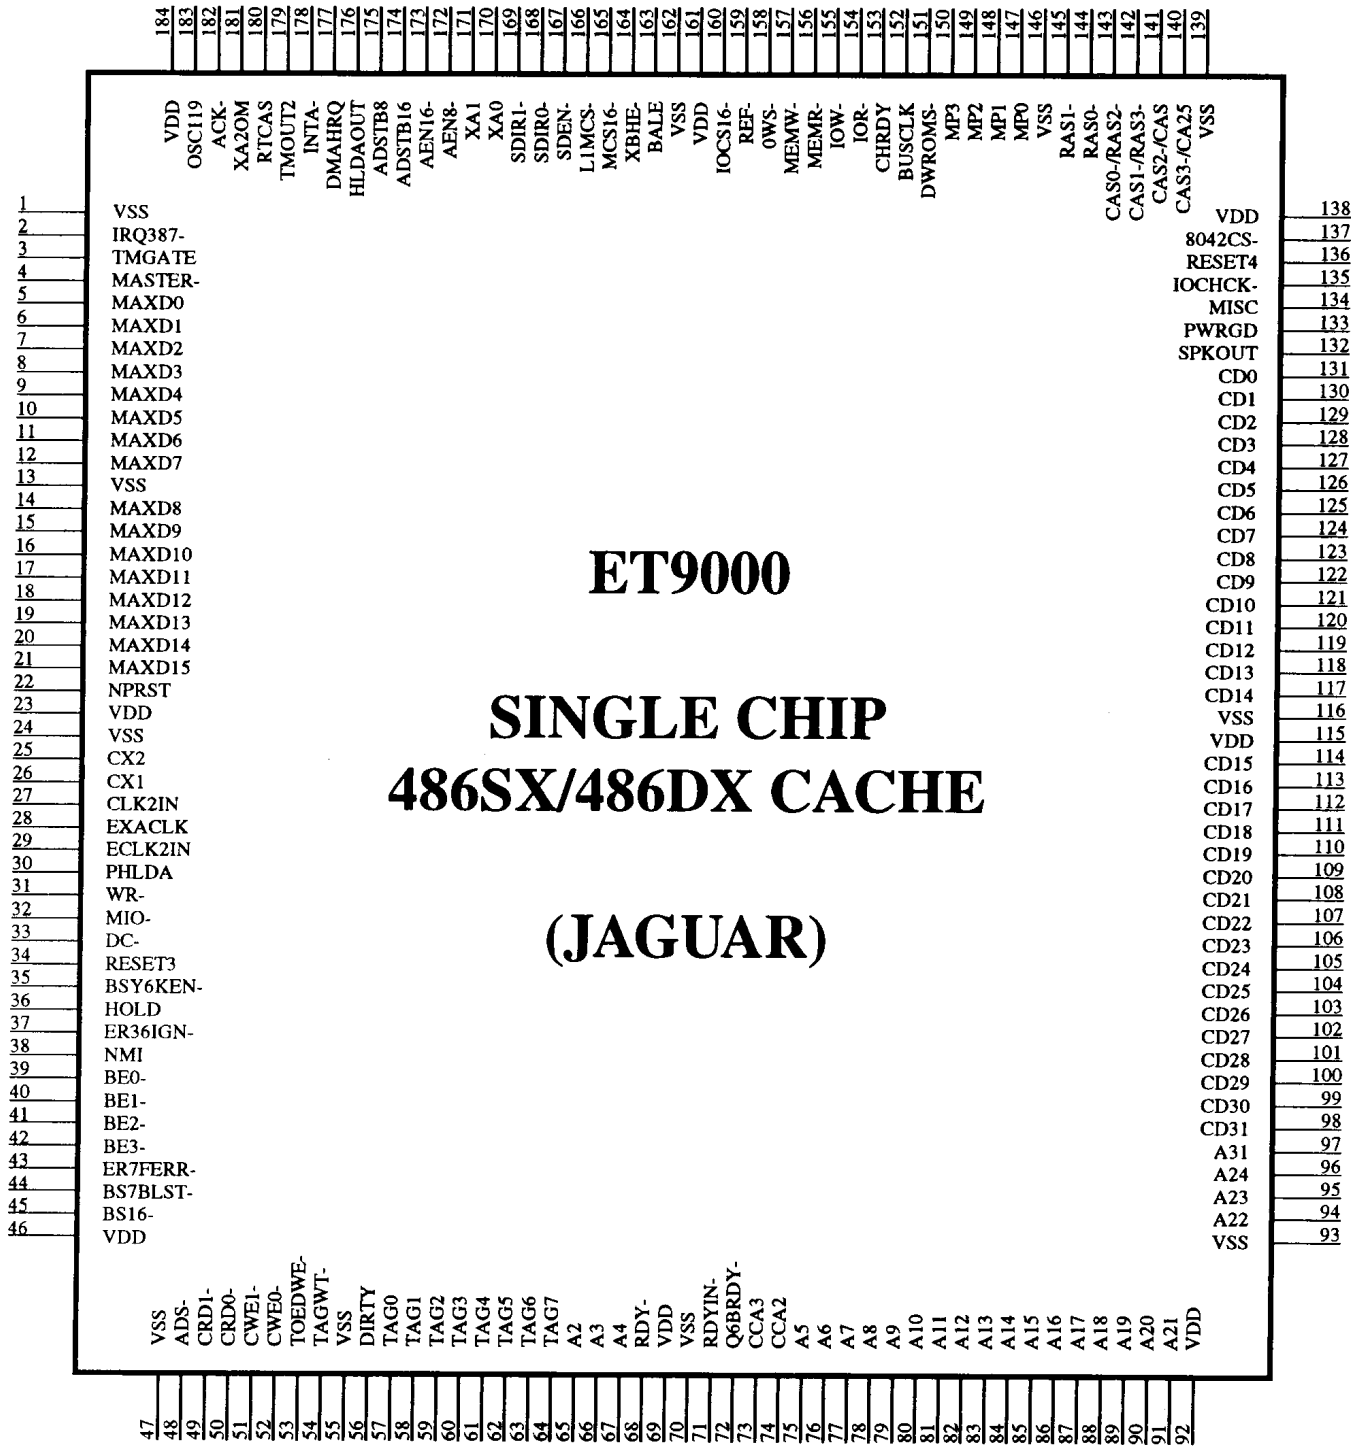 184 183 182 181 180 179 178 177 176 175 174 173 172 171 170 169 168 167 166 165 164 163 162 161 160 159 158 157 156 155 154 153 152 151 150 149 148 147 146 145 144 143 142 141 140 139
VDD OSC119 ACK- XA2OM RTCAS TMOUT2 INTA- DMAHRQ HLDAOUT ADSTB8 ADSTB16 AEN16- AEN8- XA1 XA0 SDIR1- SDIR0- SDEN- L1MCS- MCS16- XBHE- BALE VSS VDD IOCS16- REF- 0WS- MEMW- MEMR- IOW- IOR- CHRDY BUSCLK DWROMS- MP3 MP2 MP1 MP0 VSS RAS1- RAS0- CAS0-/RAS2- CAS1-/RAS3- CAS2-/CAS CAS3-/CA25 VSS
1 VSS
2 IRQ387-
3 TMGATE
4 MASTER-
5 MAXD0
6 MAXD1
7 MAXD2
8 MAXD3
9 MAXD4
10 MAXD5
11 MAXD6
12 MAXD7
13 VSS
14 MAXD8
15 MAXD9
16 MAXD10
17 MAXD11
18 MAXD12
19 MAXD13
20 MAXD14
21 MAXD15
22 NPRST
23 VDD
24 VSS
25 CX2
26 CX1
27 CLK2IN
28 EXACLK
29 ECLK2IN
30 PHLDA
31 WR-
32 MIO-
33 DC-
34 RESET3
35 BSY6KEN-
36 HOLD
37 ER36IGN-
38 NMI
39 BE0-
40 BE1-
41 BE2-
42 BE3-
43 ER7FERR-
44 BS7BLST-
45 BS16-
46 VDD
ET9000
SINGLE CHIP
486SX/486DX CACHE
(JAGUAR)
VDD 138
8042CS- 137
RESET4 136
IOCHCK- 135
MISC 134
PWRGD 133
SPKOUT 132
CD0 131
CD1 130
CD2 129
CD3 128
CD4 127
CD5 126
CD6 125
CD7 124
CD8 123
CD9 122
CD10 121
CD11 120
CD12 119
CD13 118
CD14 117
VSS 116
VDD 115
CD15 114
CD16 113
CD17 112
CD18 111
CD19 110
CD20 109
CD21 108
CD22 107
CD23 106
CD24 105
CD25 104
CD26 103
CD27 102
CD28 101
CD29 100
CD30 99
CD31 98
A31 97
A24 96
A23 95
A22 94
VSS 93
VSS ADS- CRD1- CRD0- CWE1- CWE0- TOEDWE- TAGWT- VSS DIRTY TAG0 TAG1 TAG2 TAG3 TAG4 TAG5 TAG6 TAG7 A2 A3 A4 RDY- VDD VSS RDYIN- Q6BRDY- CCA3 CCA2 A5 A6 A7 A8 A9 A10 A11 A12 A13 A14 A15 A16 A17 A18 A19 A20 A21 VDD
47 48 49 50 51 52 53 54 55 56 57 58 59 60 61 62 63 64 65 66 67 68 69 70 71 72 73 74 75 76 77 78 79 80 81 82 83 84 85 86 87 88 89 90 91 92